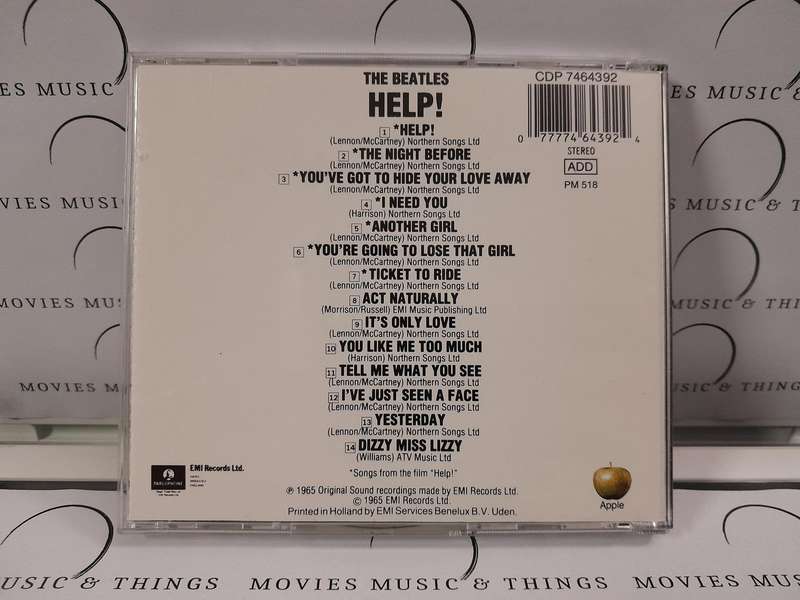 THE BEATLES
HELP!
1 *HELP!
(Lennon/McCartney) Northern Songs Ltd
2 *THE NIGHT BEFORE
(Lennon/McCartney) Northern Songs Ltd
3 *YOU'VE GOT TO HIDE YOUR LOVE AWAY
(Lennon/McCartney) Northern Songs Ltd
4 *I NEED YOU
(Harrison) Northern Songs Ltd
5 *ANOTHER GIRL
(Lennon/McCartney) Northern Songs Ltd
6 *YOU'RE GOING TO LOSE THAT GIRL
(Lennon/McCartney) Northern Songs Ltd
7 *TICKET TO RIDE
(Lennon/McCartney) Northern Songs Ltd
8 ACT NATURALLY
(Morrison/Russell) EMI Music Publishing Ltd
9 IT'S ONLY LOVE
(Lennon/McCartney) Northern Songs Ltd
10 YOU LIKE ME TOO MUCH
(Harrison) Northern Songs Ltd
11 TELL ME WHAT YOU SEE
(Lennon/McCartney) Northern Songs Ltd
12 I'VE JUST SEEN A FACE
(Lennon/McCartney) Northern Songs Ltd
13 YESTERDAY
(Lennon/McCartney) Northern Songs Ltd
14 DIZZY MISS LIZZY
(Williams) ATV Music Ltd
*Songs from the film "Help!"
℗ 1965 Original Sound recordings made by EMI Records Ltd.
© 1965 EMI Records Ltd.
Printed in Holland by EMI Services Benelux B.V. Uden.
CDP 7464392
0 77774 64392 4
STEREO
ADD
PM 518
PARLOPHONE
EMI Records Ltd.
Apple
ES MUSIC &
MUSIC &
VIES MUSIC
MUSIC & THINGS
MOVIES MUS
MUSIC & THINGS
MOVIES MUSIC
MUSIC & THINGS
MUSIC & THINGS
MOVIES MUSIC & THINGS
MOVIES MUSIC